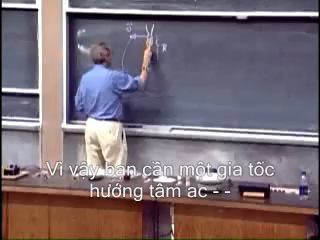 Vì vậy bạn cần một gia tốc
hướng tâm ac - -